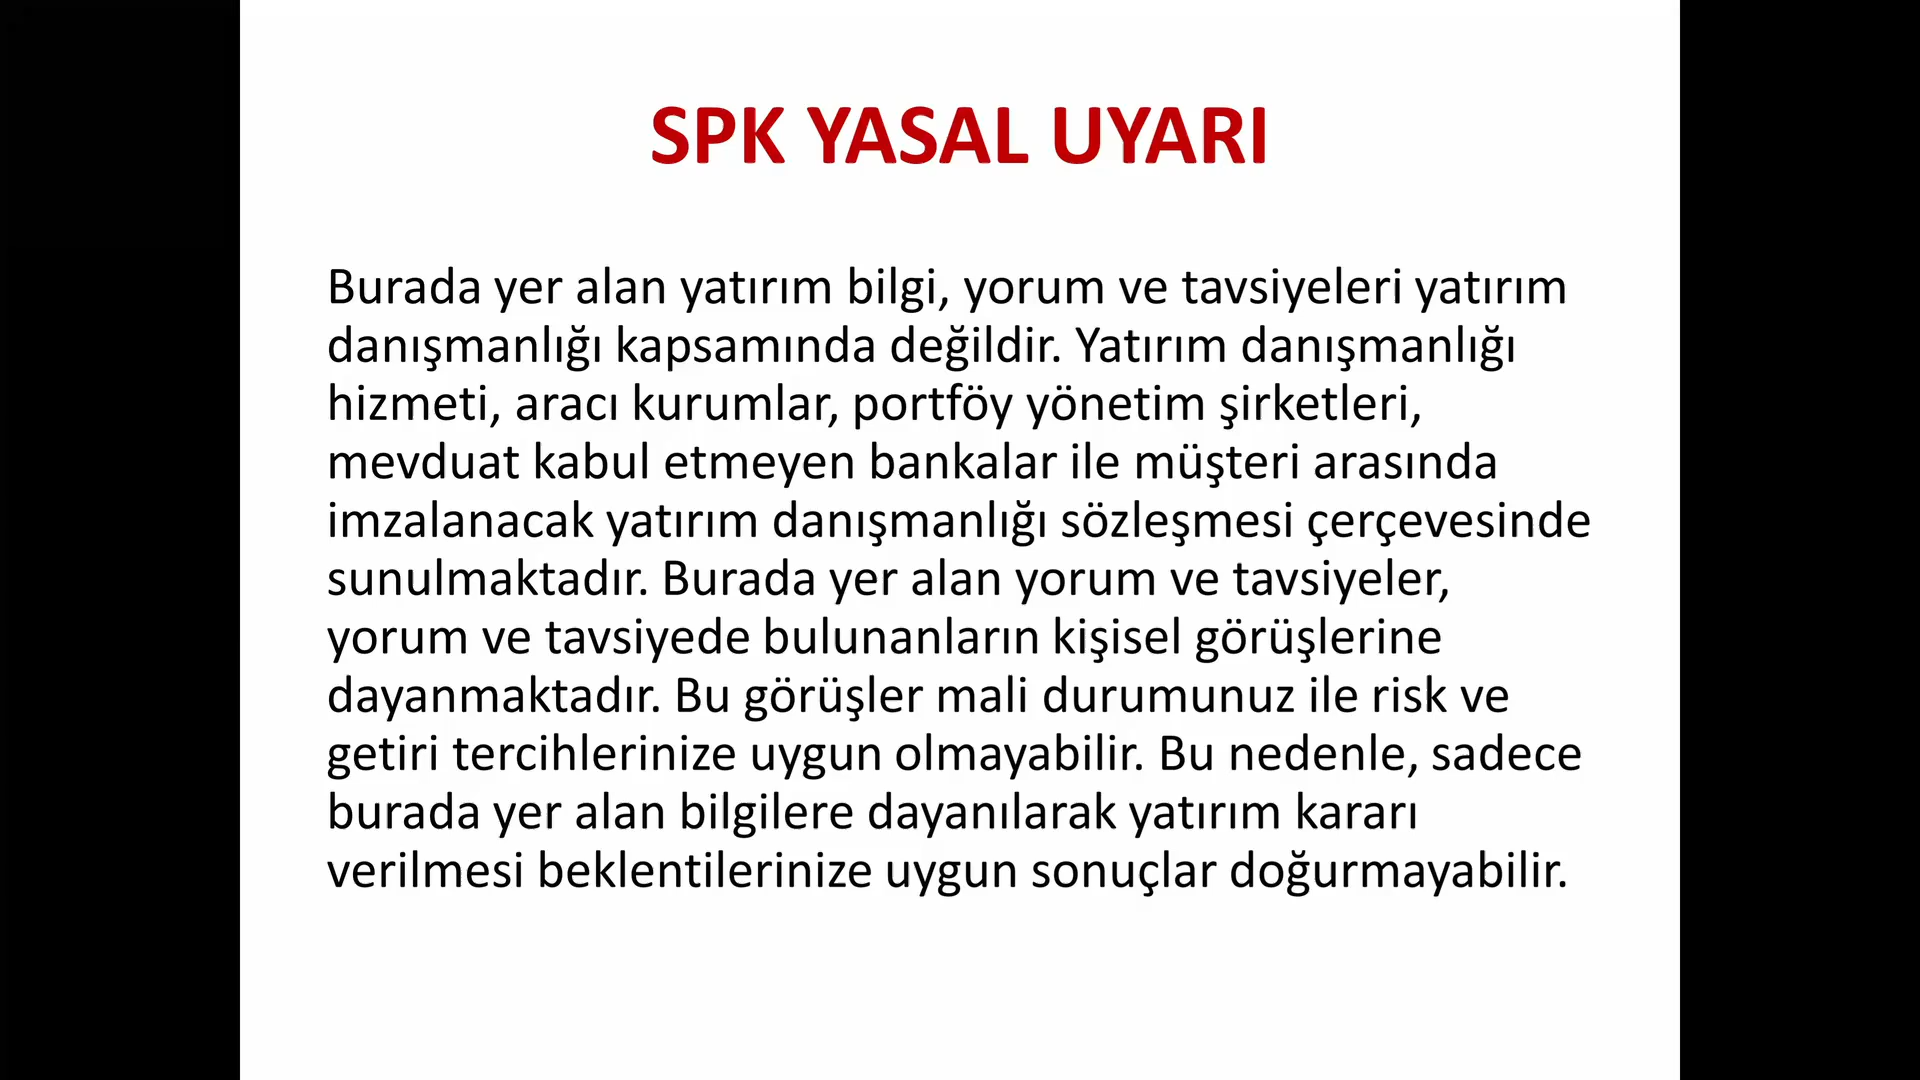 SPK YASAL UYARI
Burada yer alan yatırım bilgi, yorum ve tavsiyeleri yatırım
danışmanlığı kapsamında değildir. Yatırım danışmanlığı
hizmeti, aracı kurumlar, portföy yönetim şirketleri,
mevduat kabul etmeyen bankalar ile müşteri arasında
imzalanacak yatırım danışmanlığı sözleşmesi çerçevesinde
sunulmaktadır. Burada yer alan yorum ve tavsiyeler,
yorum ve tavsiyede bulunanların kişisel görüşlerine
dayanmaktadır. Bu görüşler mali durumunuz ile risk ve
getiri tercihlerinize uygun olmayabilir. Bu nedenle, sadece
burada yer alan bilgilere dayanılarak yatırım kararı
verilmesi beklentilerinize uygun sonuçlar doğurmayabilir.